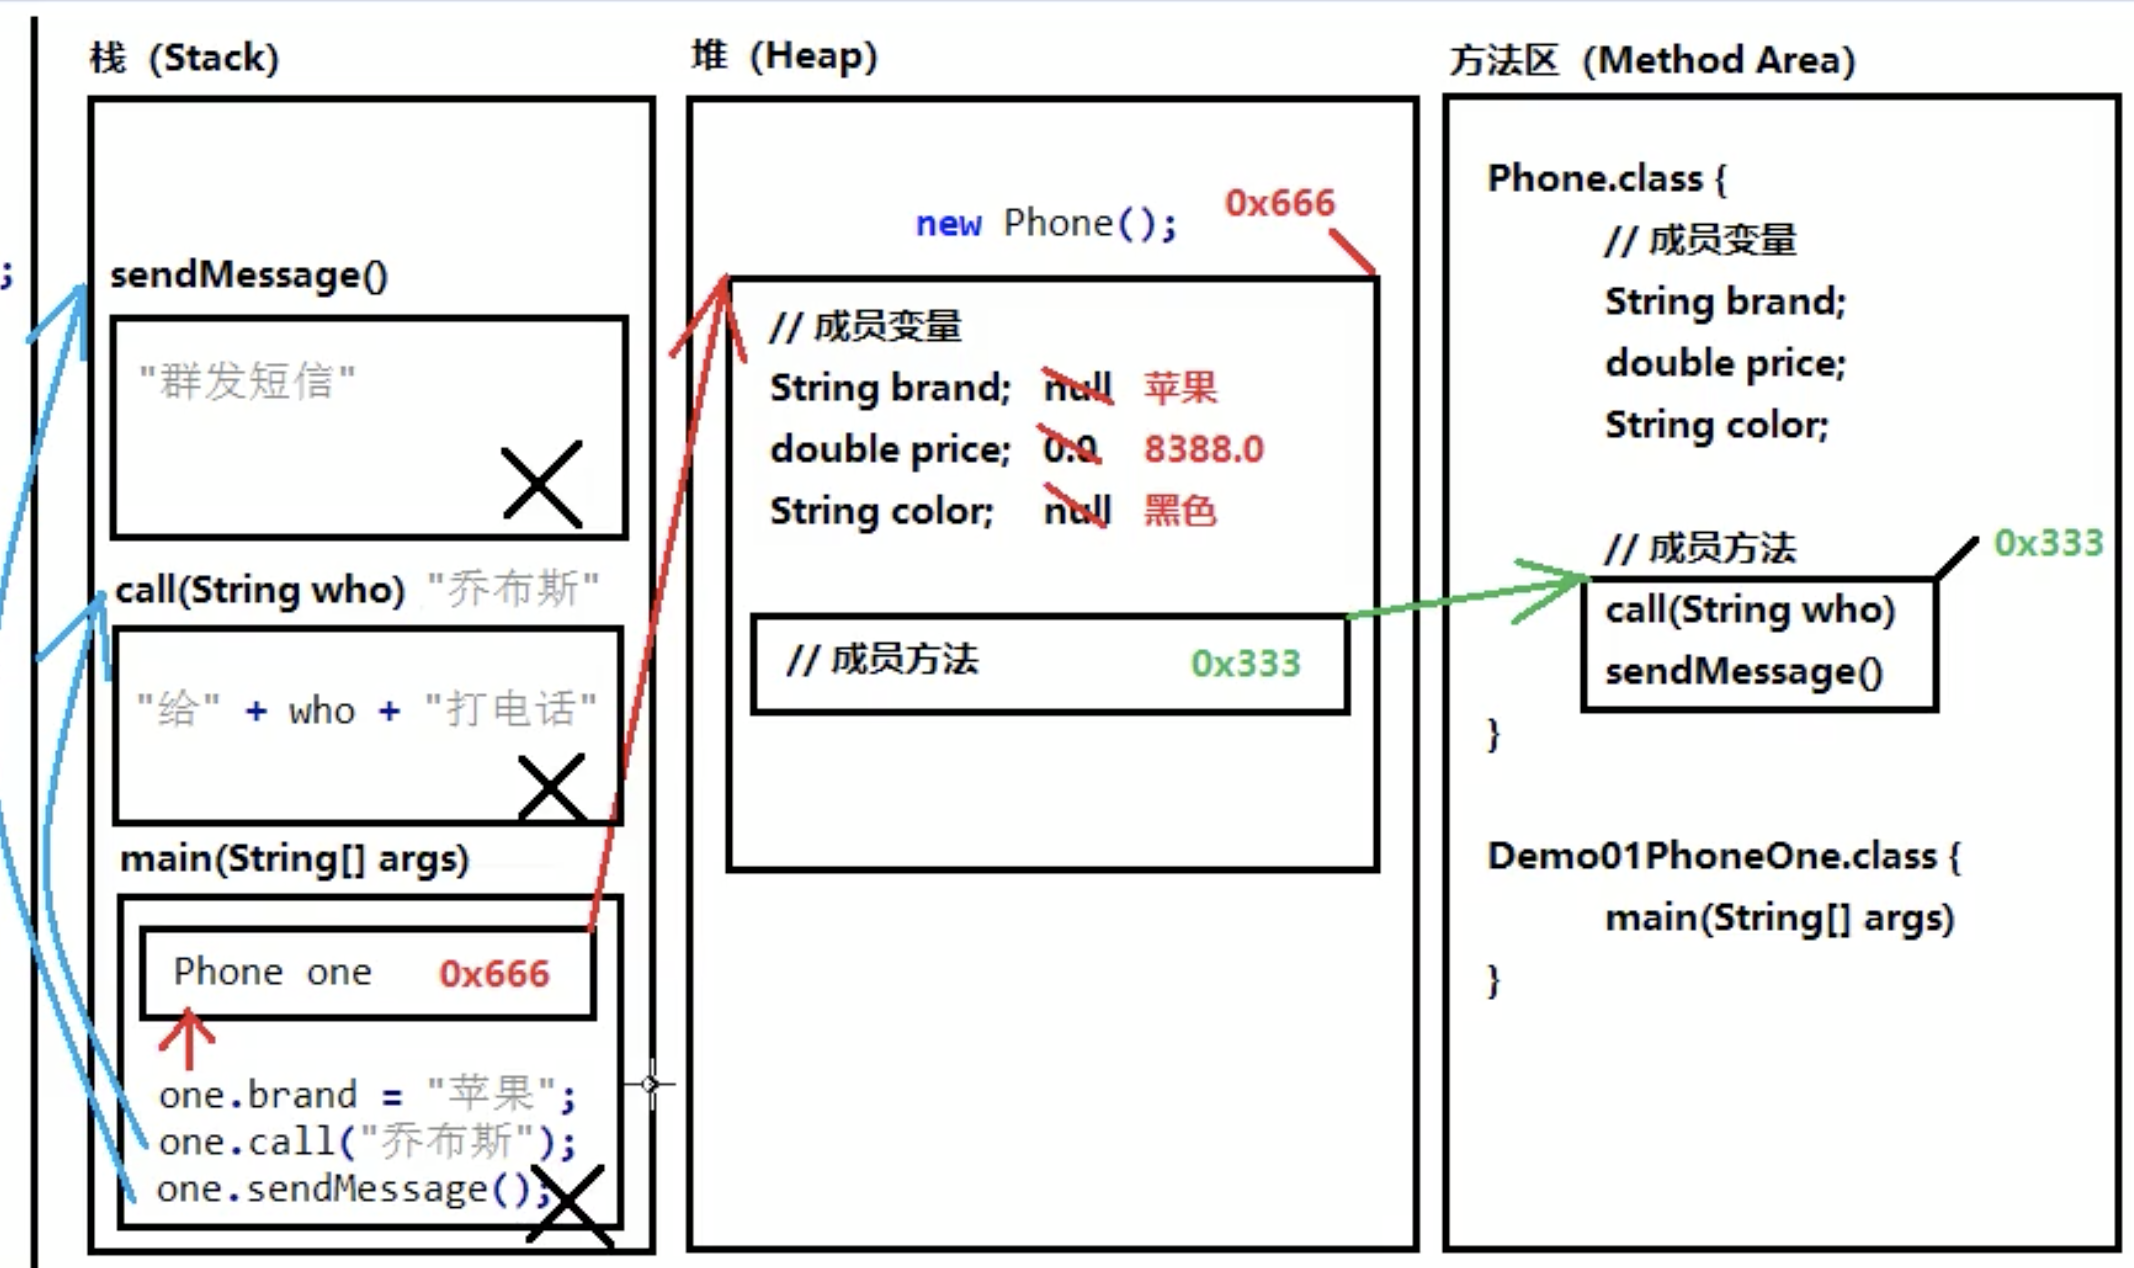 ;
栈（Stack）
sendMessage()
"群发短信"
call(String who) "乔布斯"
"给" + who + "打电话"
main(String[] args)
Phone one 0x666
one.brand = "苹果";
one.call("乔布斯");
one.sendMessage();
堆（Heap）
new Phone(); 0x666
// 成员变量
String brand; null 苹果
double price; 0.0 8388.0
String color; null 黑色
// 成员方法 0x333
方法区（Method Area）
Phone.class {
// 成员变量
String brand;
double price;
String color;
// 成员方法 0x333
call(String who)
sendMessage()
}
Demo01PhoneOne.class {
main(String[] args)
}